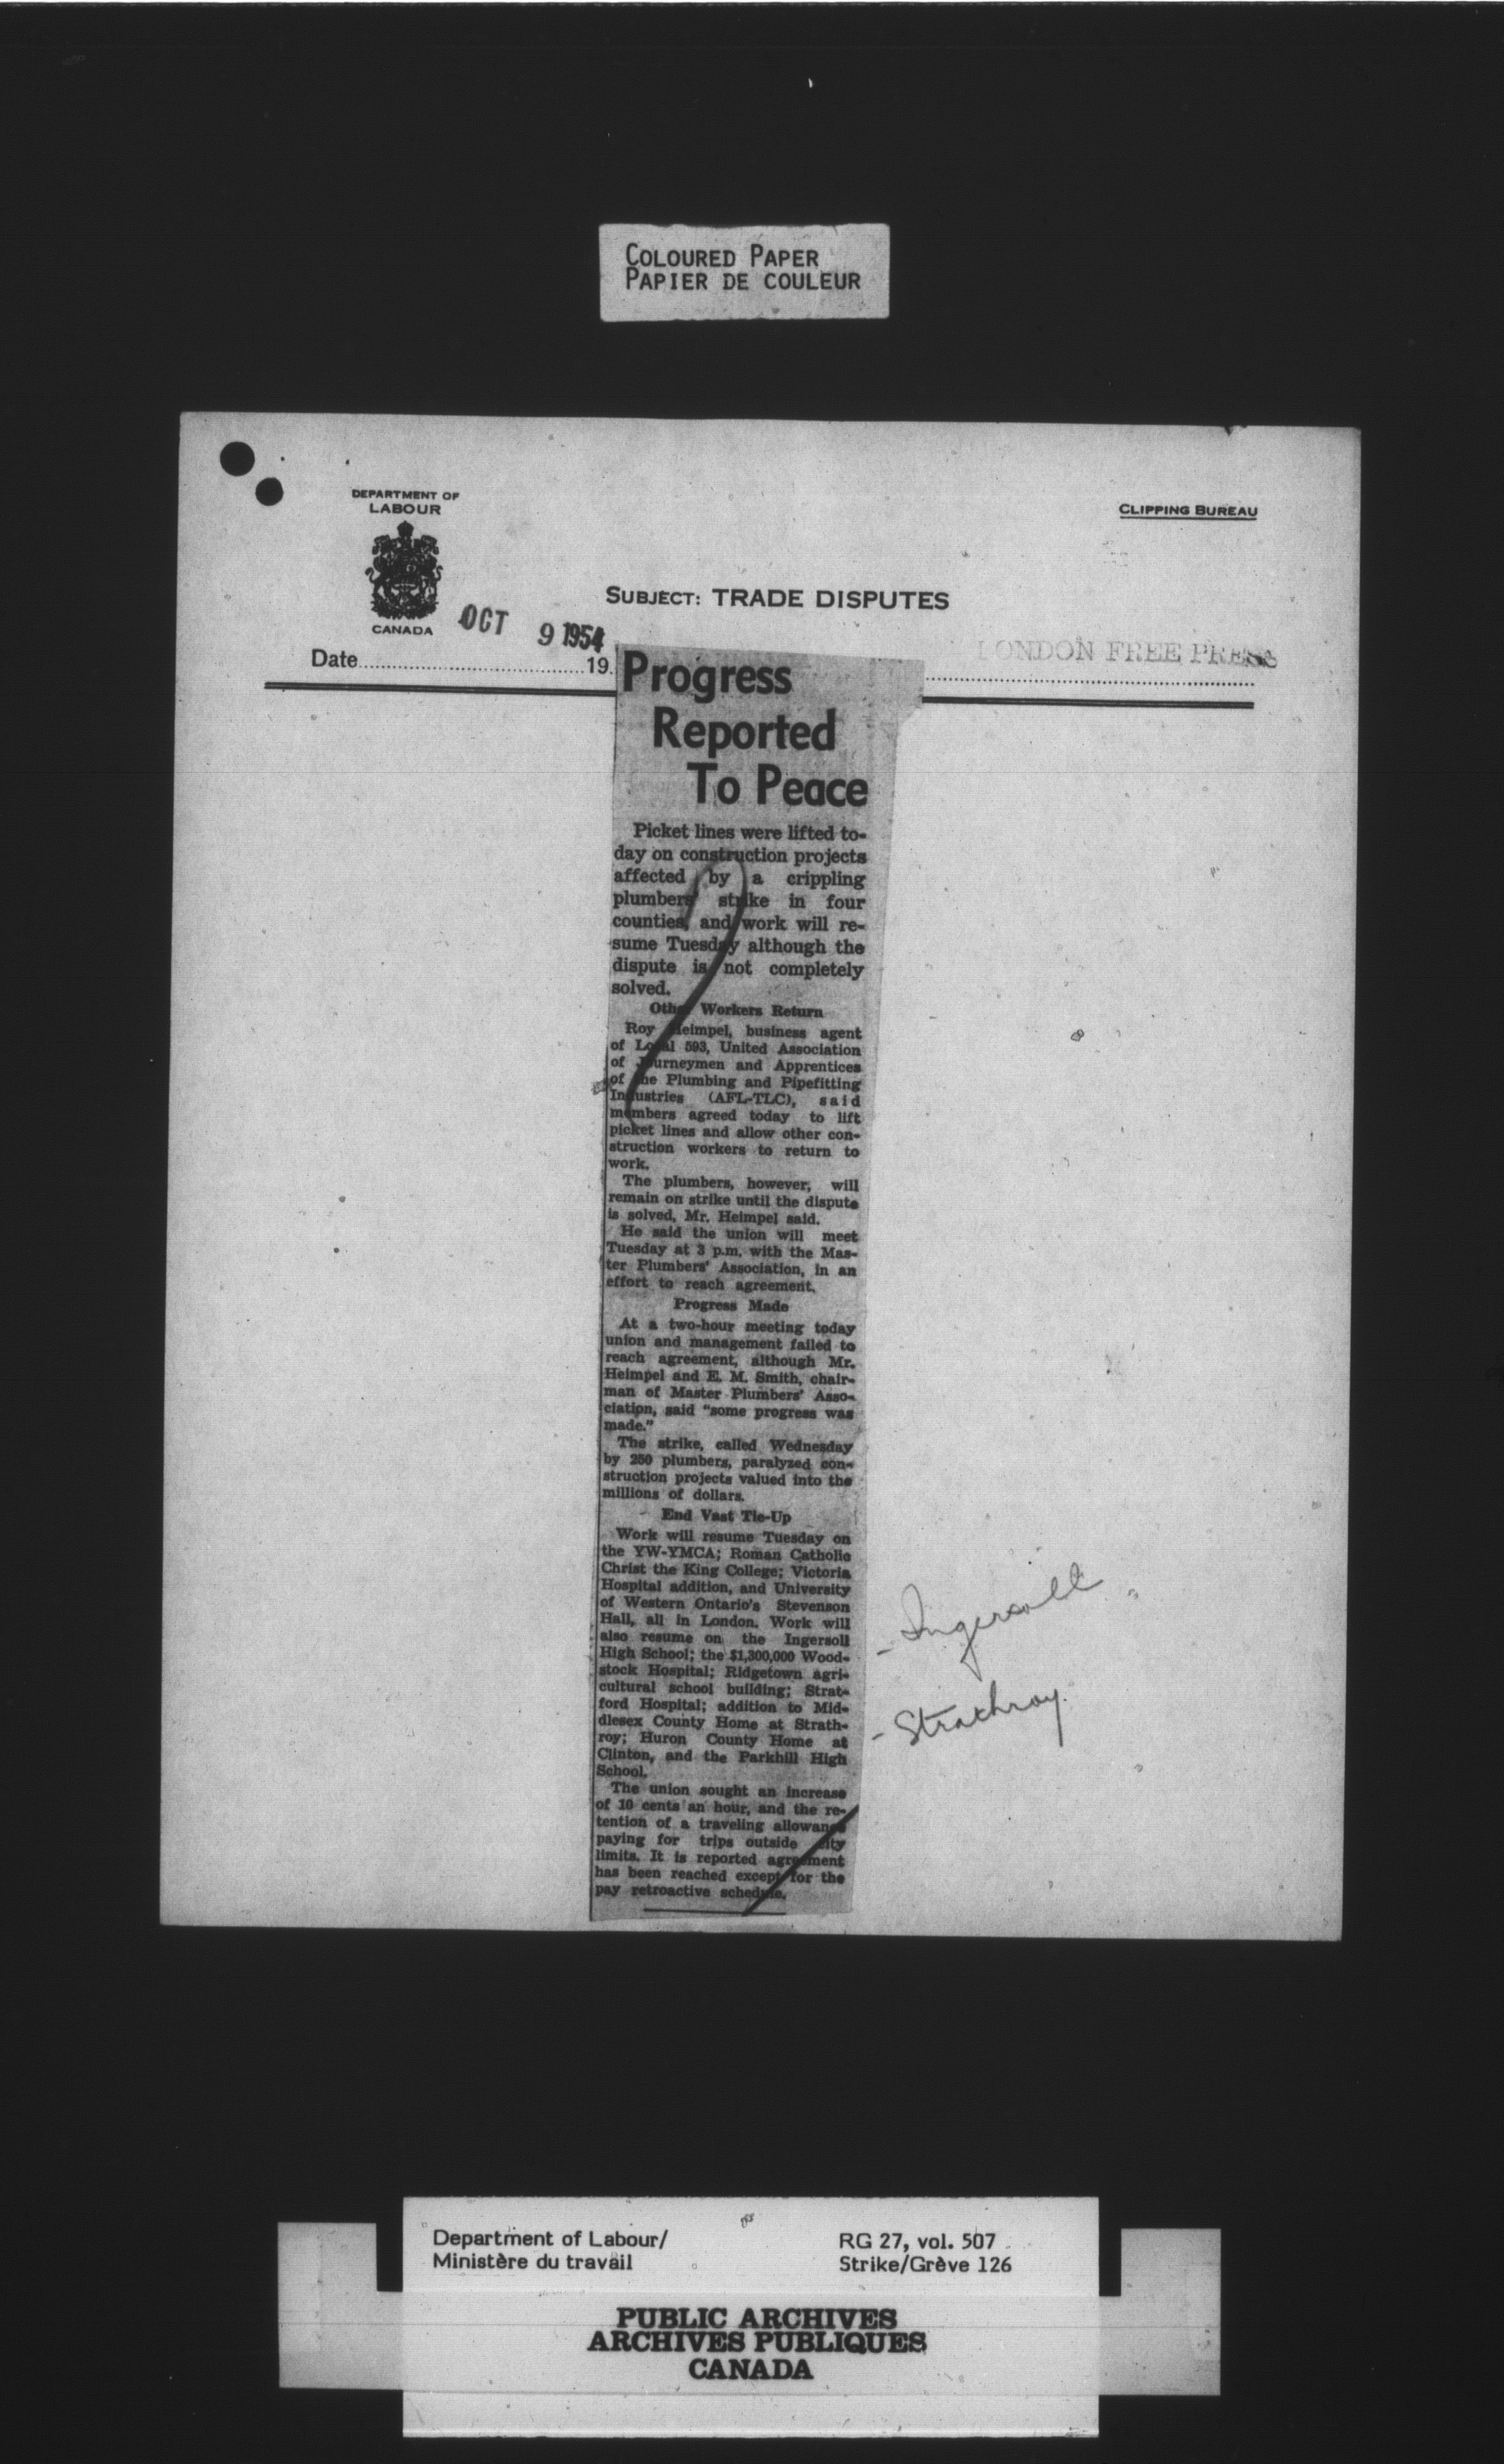 COLOURED PAPER
PAPIER DE COULEUR
DEPARTMENT OF
LABOUR
CANADA
CLIPPING BUREAU
SUBJECT: TRADE DISPUTES
OCT 9 1954
LONDON FREE PRESS
Date 19
Progress
Reported
To Peace
Picket lines were lifted to-
day on construction projects
affected by a crippling
plumbers' strike in four
counties, and work will re-
sume Tuesday although the
dispute is not completely
solved.
Other Workers Return
Roy Heimpel, business agent
of Local 593, United Association
of Journeymen and Apprentices
of the Plumbing and Pipefitting
Industries (AFL-TLC), said
members agreed today to lift
picket lines and allow other con-
struction workers to return to
work.
The plumbers, however, will
remain on strike until the dispute
is solved, Mr. Heimpel said.
He said the union will meet
Tuesday at 3 p.m. with the Mas-
ter Plumbers' Association, in an
effort to reach agreement.
Progress Made
At a two-hour meeting today
union and management failed to
reach agreement, although Mr.
Heimpel and E. M. Smith, chair-
man of Master Plumbers' Asso-
ciation, said "some progress was
made."
The strike, called Wednesday
by 250 plumbers, paralyzed con-
struction projects valued into the
millions of dollars.
End Vast Tie-Up
Work will resume Tuesday on
the YW-YMCA; Roman Catholic
Christ the King College; Victoria
Hospital addition, and University
of Western Ontario's Stevenson
Hall, all in London. Work will
also resume on the Ingersoll
High School; the $1,300,000 Wood-
stock Hospital; Ridgetown agri-
cultural school building; Strat-
ford Hospital; addition to Mid-
dlesex County Home at Strath-
roy; Huron County Home at
Clinton, and the Parkhill High
School.
The union sought an increase
of 10 cents an hour, and the re-
tention of a traveling allowance
paying for trips outside city
limits. It is reported agreement
has been reached except for the
pay retroactive schedule.
- Ingersoll
- Strathroy.
Department of Labour/
Ministère du travail
RG 27, vol. 507
Strike/Grève 126
PUBLIC ARCHIVES
ARCHIVES PUBLIQUES
CANADA